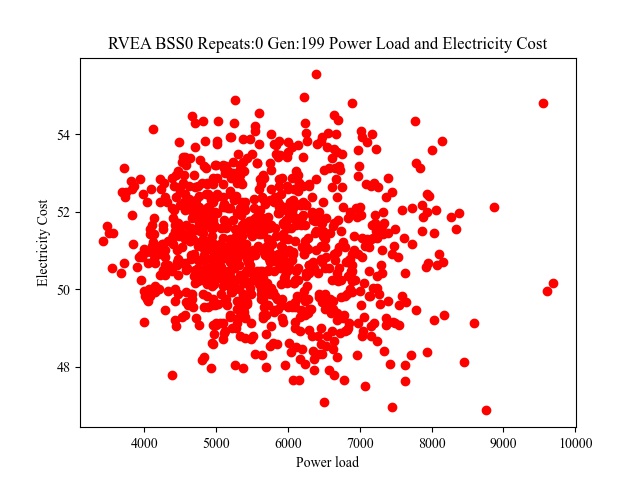 RVEA BSS0 Repeats:0 Gen:199 Power Load and Electricity Cost
Electricity Cost
54
52
50
48
4000 5000 6000 7000 8000 9000 10000
Power load